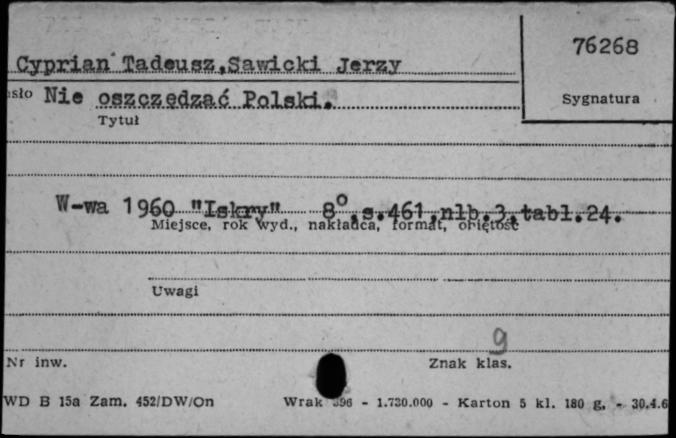 76268
Cyprian Tadeusz,Sawicki Jerzy
Sygnatura
sło Nie oszczędzać Polski.
Tytuł
W-wa 1960 "Iskry" 8°,s.461,nlb.3,tabl.24.
Miejsce, rok wyd., nakładca, format, objętość
Uwagi
9
Nr inw. Znak klas.
WD B 15a Zam. 452/DW/On Wrak 396 - 1.730.000 - Karton 5 kl. 180 g. - 30.4.6